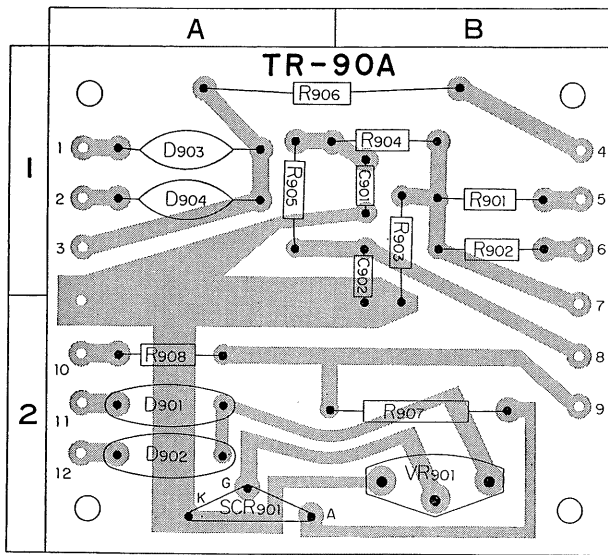 A B
TR-90A
R906
1 D903 R904 4
1
R905 C901
2 D904 R901 5
R903
3 R902 6
C902
7
10 R908 8
11 D901 R907 9
2
12 D902 VR901
G
K SCR901 A